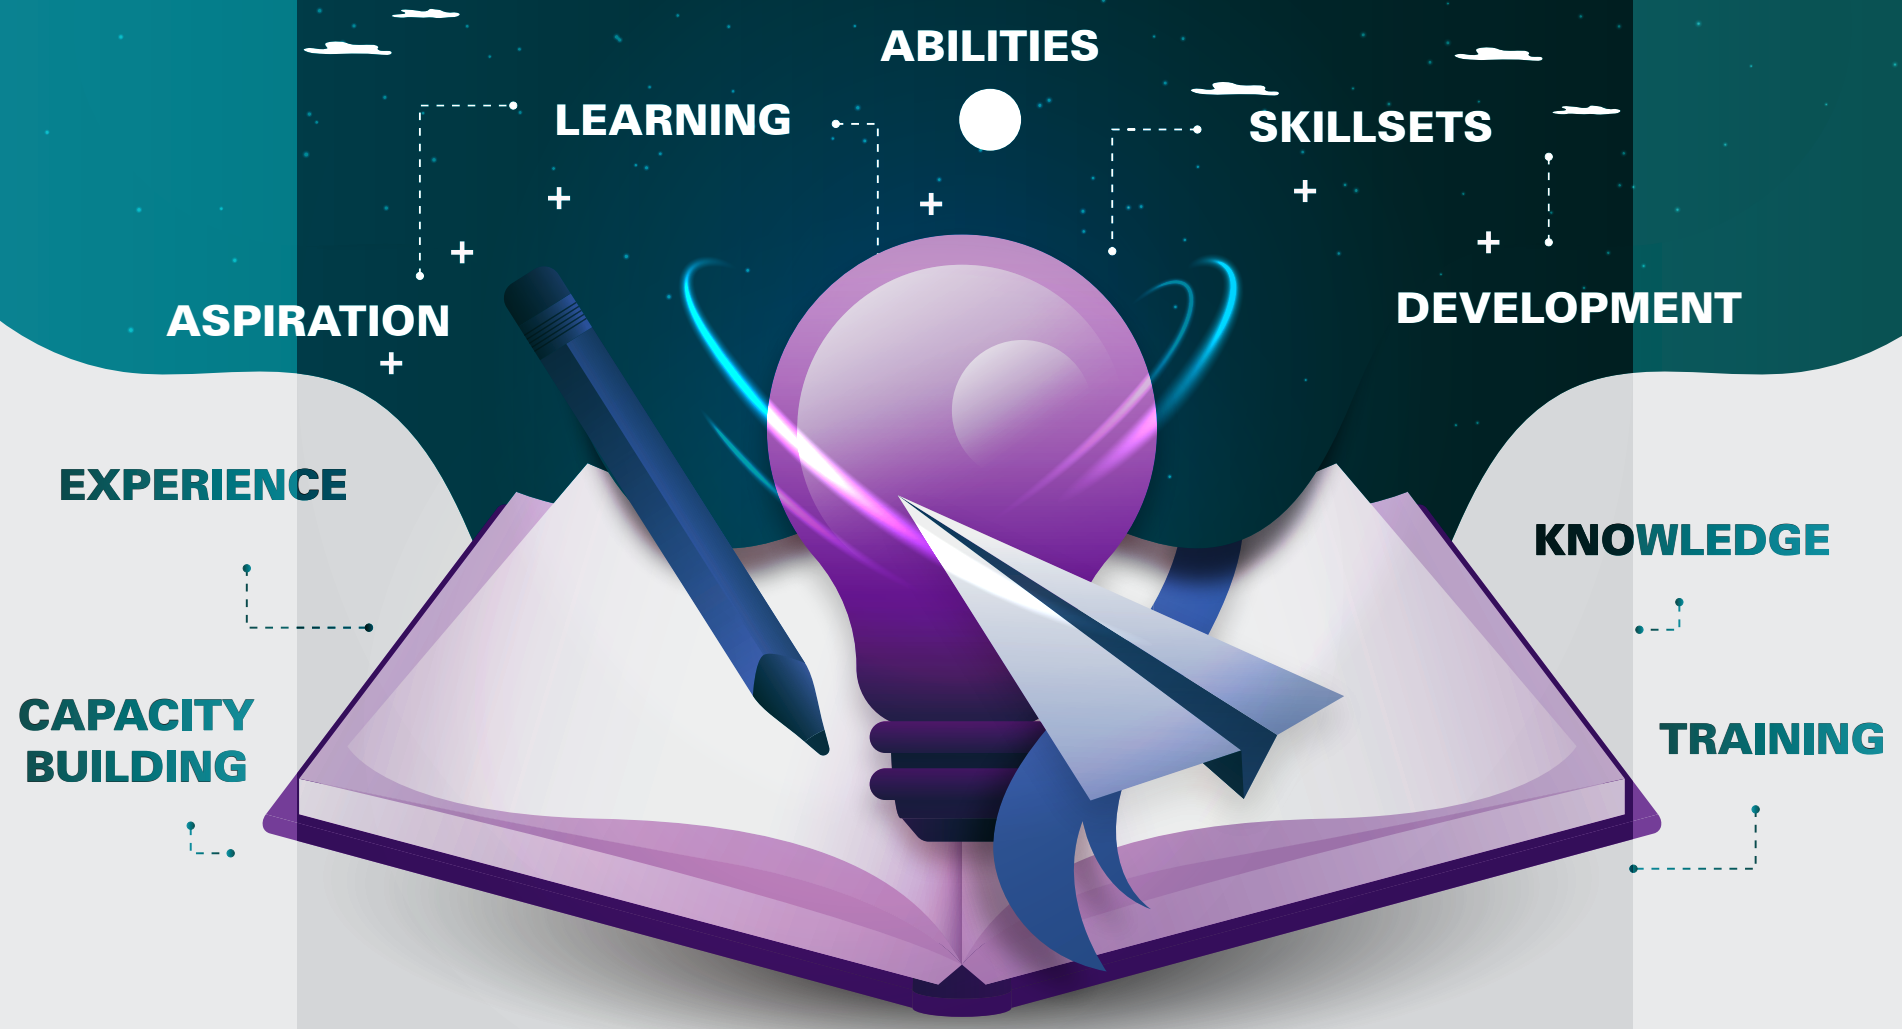 ABILITIES
LEARNING
SKILLSETS
ASPIRATION
DEVELOPMENT
EXPERIENCE
KNOWLEDGE
CAPACITY
BUILDING
TRAINING